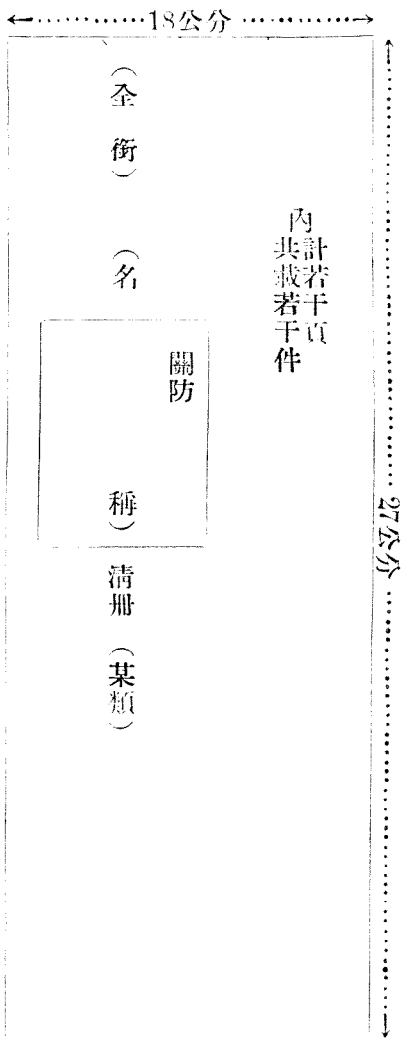 18公分
27公分
內計若干頁
共載若干件
關防
（全銜）（名稱）清冊（某類）